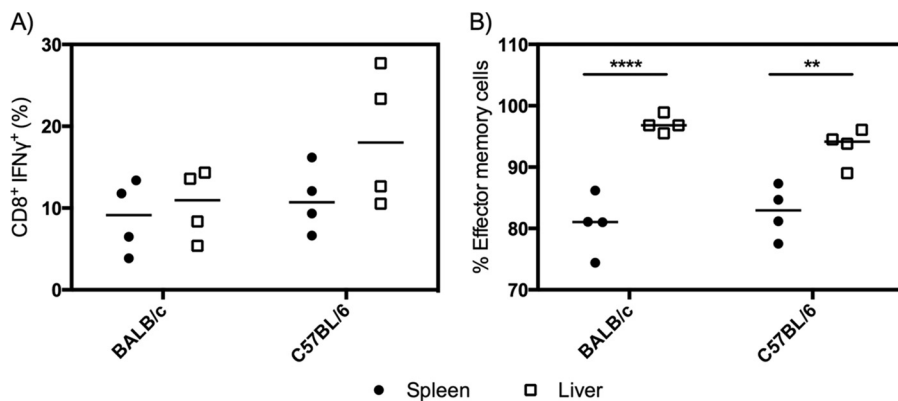 A)
30
20
10
0
CD8+ IFNγ+ (%)
BALB/c
C57BL/6
B)
110
100
90
80
70
% Effector memory cells
****
**
BALB/c
C57BL/6
Spleen
Liver